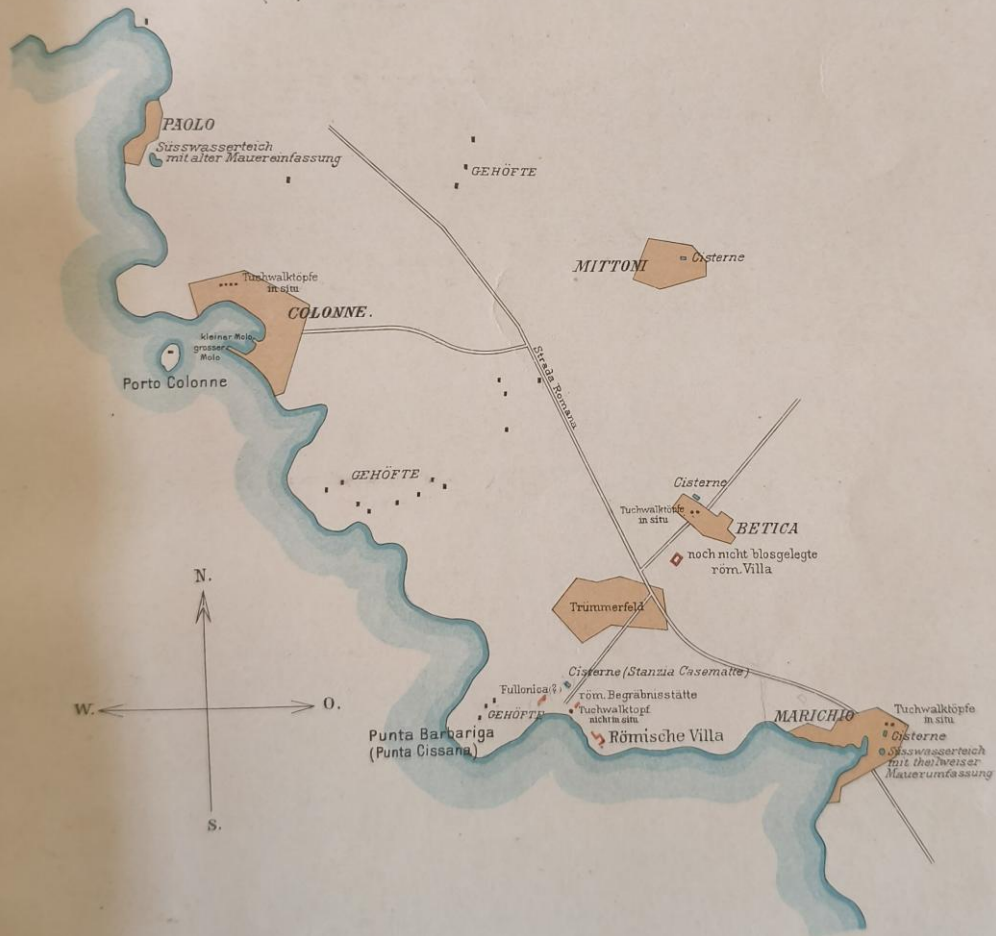 PAOLO
Süsswasserteich
mit alter Mauereinfassung
GEHÖFTE
MITTONI
Cisterne
Tuchwalktöpfe
in situ
COLONNE.
kleiner Molo
grosser
Molo
Porto Colonne
Strada Romana
GEHÖFTE
Cisterne
Tuchwalktöpfe
in situ
BETICA
noch nicht blosgelegte
röm. Villa
N.
Trümmerfeld
W.
O.
S.
Cisterne (Stanzia Casematte)
Fullonica(?)
röm. Begräbnisstätte
GEHÖFTE
Tuchwalktopf.
nicht in situ
Punta Barbariga
(Punta Cissana)
Römische Villa
MARICHIO
Tuchwalktöpfe
in situ
Cisterne
Süsswasserteich
mit theilweiser
Mauerumfassung